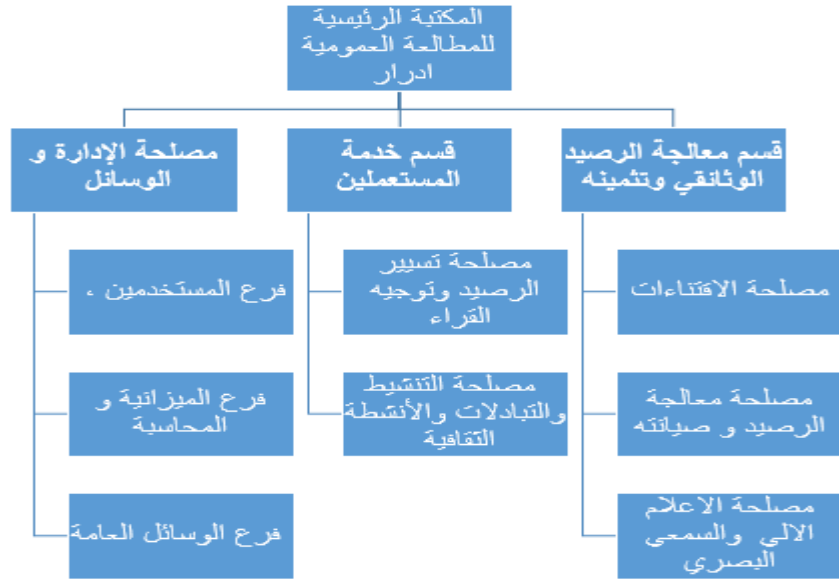 المكتبة الرئيسية
للمطالعة العمومية
ادرار
قسم معالجة الرصيد
الوثائقي وتثمينه
قسم خدمة
المستعملين
مصلحة الإدارة و
الوسائل
مصلحة الاقتناءات
مصلحة معالجة
الرصيد و صيانته
مصلحة الاعلام
الالي والسمعي
البصري
مصلحة تسيير
الرصيد وتوجيه
القراء
مصلحة التنشيط
والتبادلات والأنشطة
الثقافية
فرع المستخدمين ،
فرع الميزانية و
المحاسبة
فرع الوسائل العامة